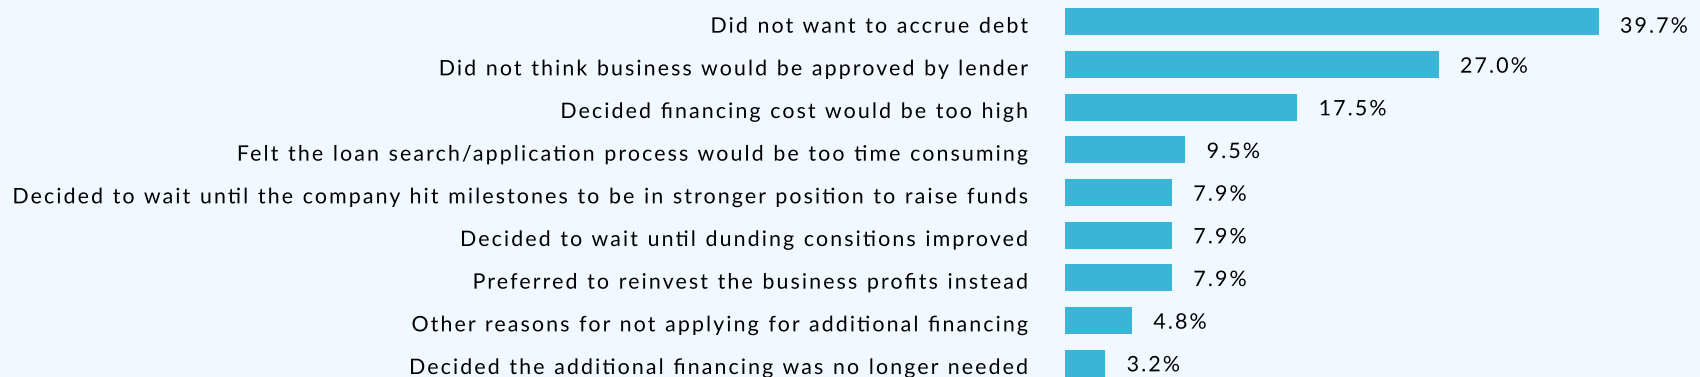 Did not want to accrue debt 39.7%
Did not think business would be approved by lender 27.0%
Decided financing cost would be too high 17.5%
Felt the loan search/application process would be too time consuming 9.5%
Decided to wait until the company hit milestones to be in stronger position to raise funds 7.9%
Decided to wait until dunding consitions improved 7.9%
Preferred to reinvest the business profits instead 7.9%
Other reasons for not applying for additional financing 4.8%
Decided the additional financing was no longer needed 3.2%